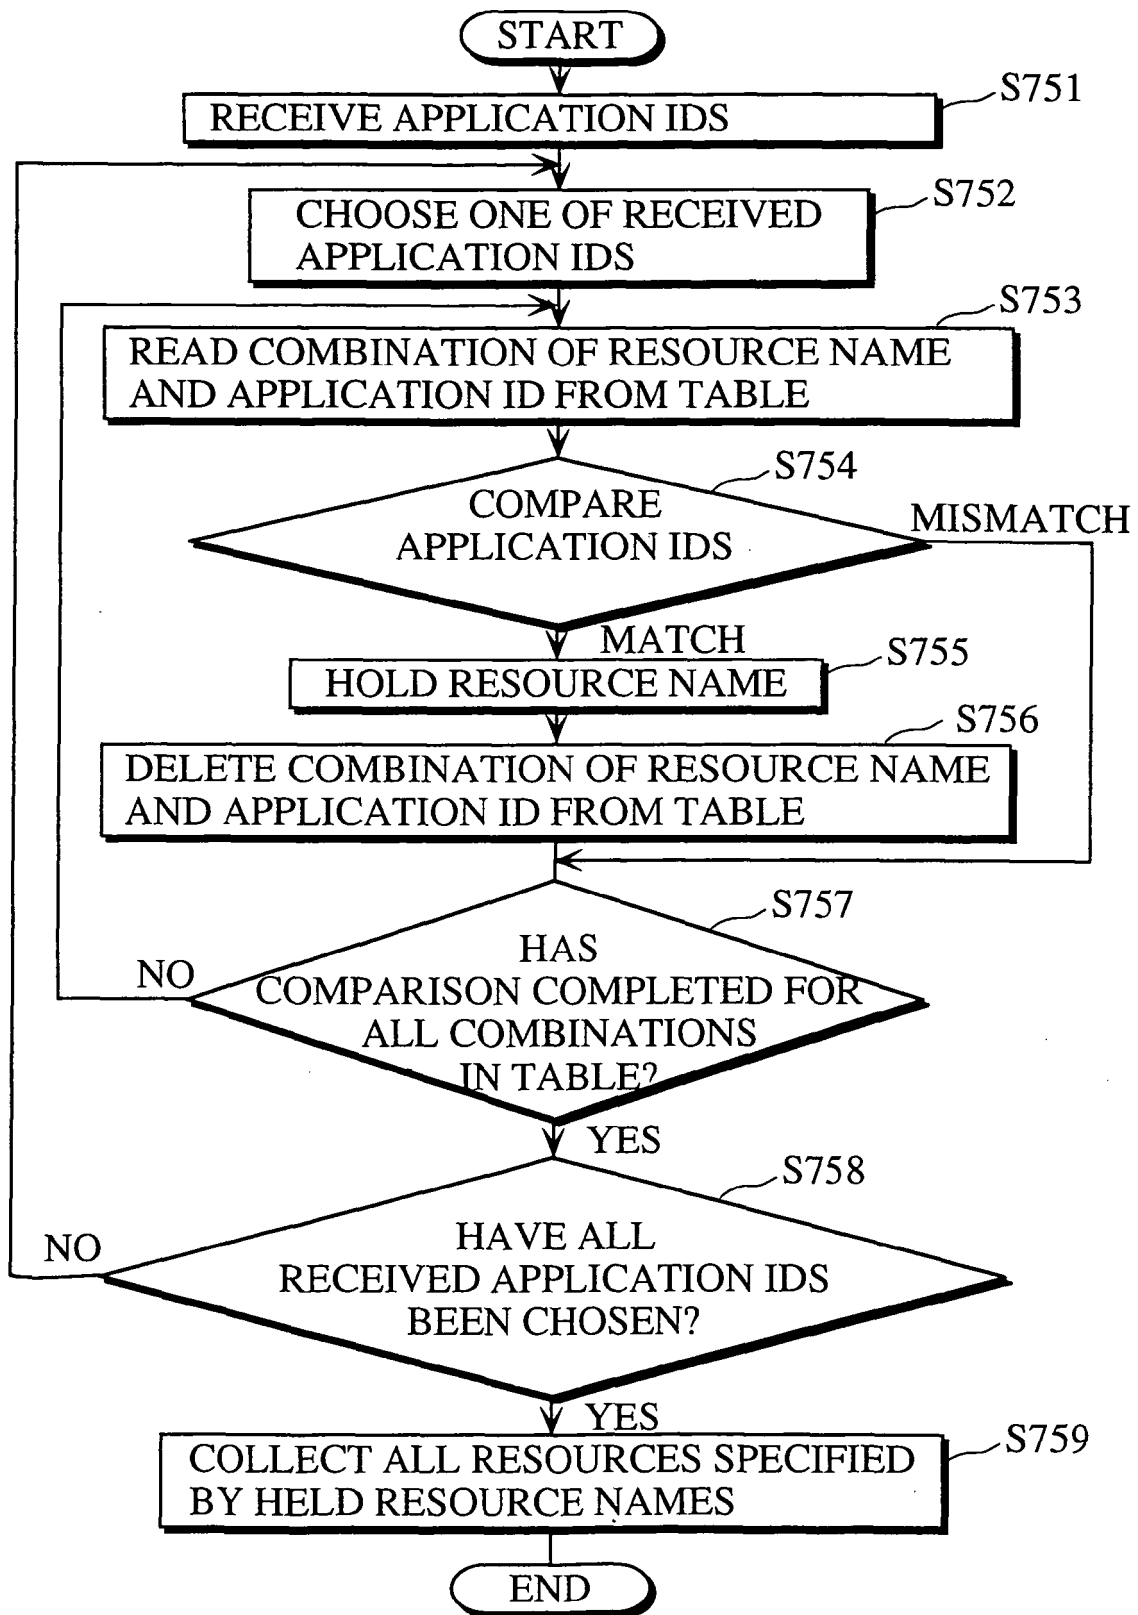 START
S751
RECEIVE APPLICATION IDS
S752
CHOOSE ONE OF RECEIVED
APPLICATION IDS
S753
READ COMBINATION OF RESOURCE NAME
AND APPLICATION ID FROM TABLE
S754
COMPARE
APPLICATION IDS
MISMATCH
MATCH
S755
HOLD RESOURCE NAME
S756
DELETE COMBINATION OF RESOURCE NAME
AND APPLICATION ID FROM TABLE
S757
HAS
COMPARISON COMPLETED FOR
ALL COMBINATIONS
IN TABLE?
NO
YES
S758
HAVE ALL
RECEIVED APPLICATION IDS
BEEN CHOSEN?
NO
YES
S759
COLLECT ALL RESOURCES SPECIFIED
BY HELD RESOURCE NAMES
END